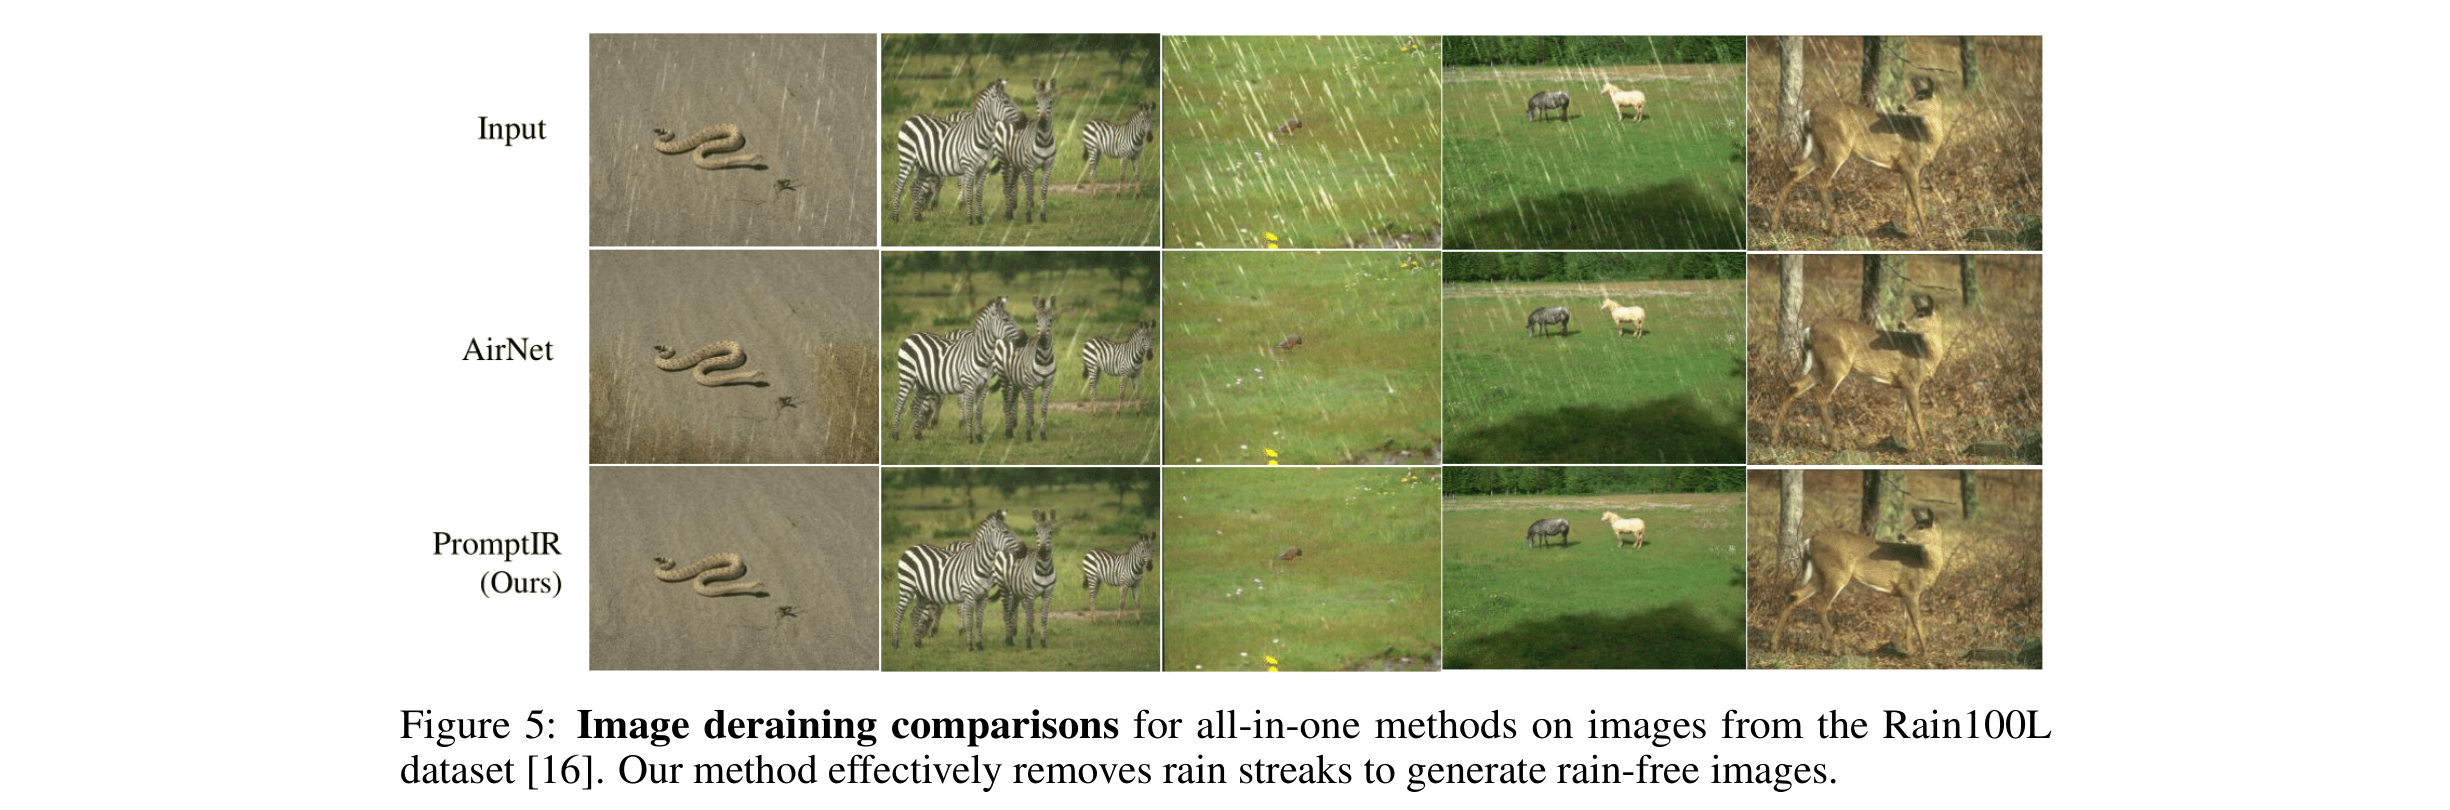 Input
AirNet
PromptIR
(Ours)
Figure 5: Image deraining comparisons for all-in-one methods on images from the Rain100L
dataset [16]. Our method effectively removes rain streaks to generate rain-free images.